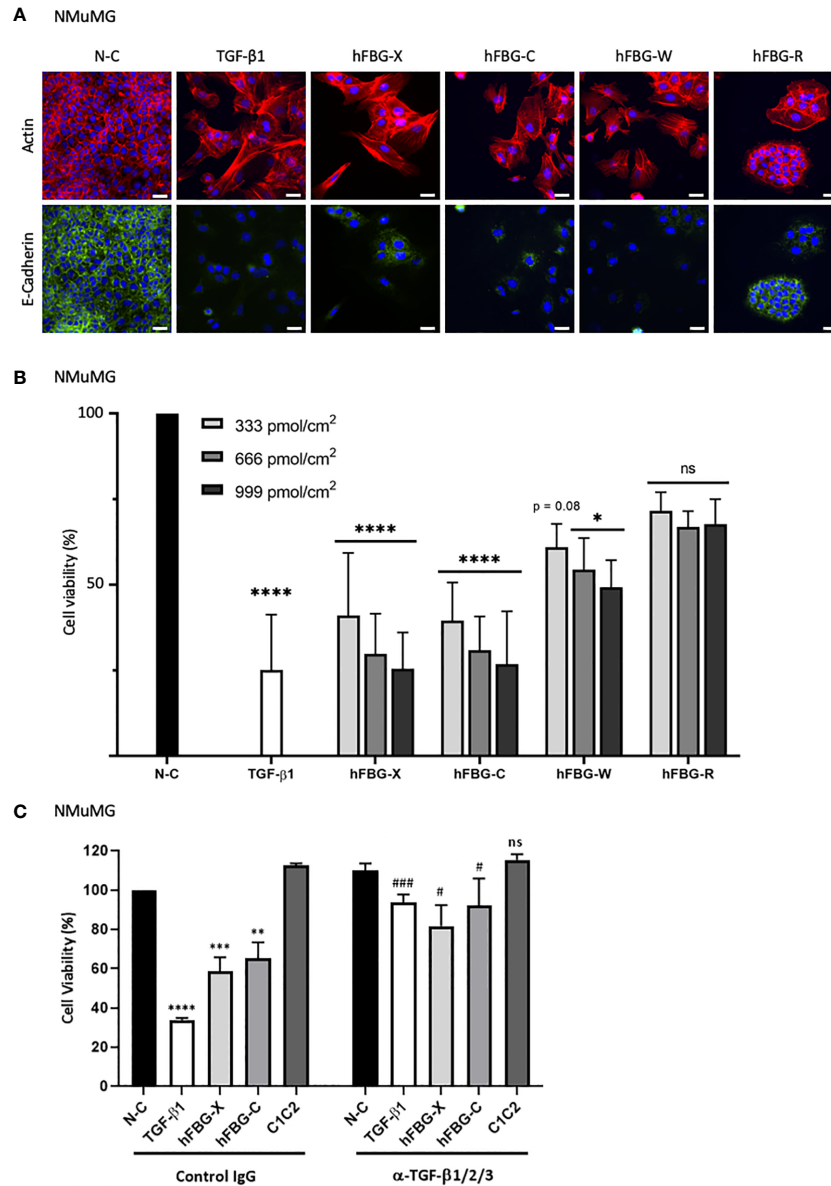 A NMuMG
N-C TGF-β1 hFBG-X hFBG-C hFBG-W hFBG-R
Actin
E-Cadherin
B NMuMG
Cell viability (%)
100
50
333 pmol/cm²
666 pmol/cm²
999 pmol/cm²
****
****
****
p = 0.08
*
ns
N-C TGF-β1 hFBG-X hFBG-C hFBG-W hFBG-R
C NMuMG
Cell Viability (%)
120
100
80
60
40
20
0
****
***
**
###
#
#
ns
N-C TGF-β1 hFBG-X hFBG-C C1C2 N-C TGF-β1 hFBG-X hFBG-C C1C2
Control IgG α-TGF-β1/2/3